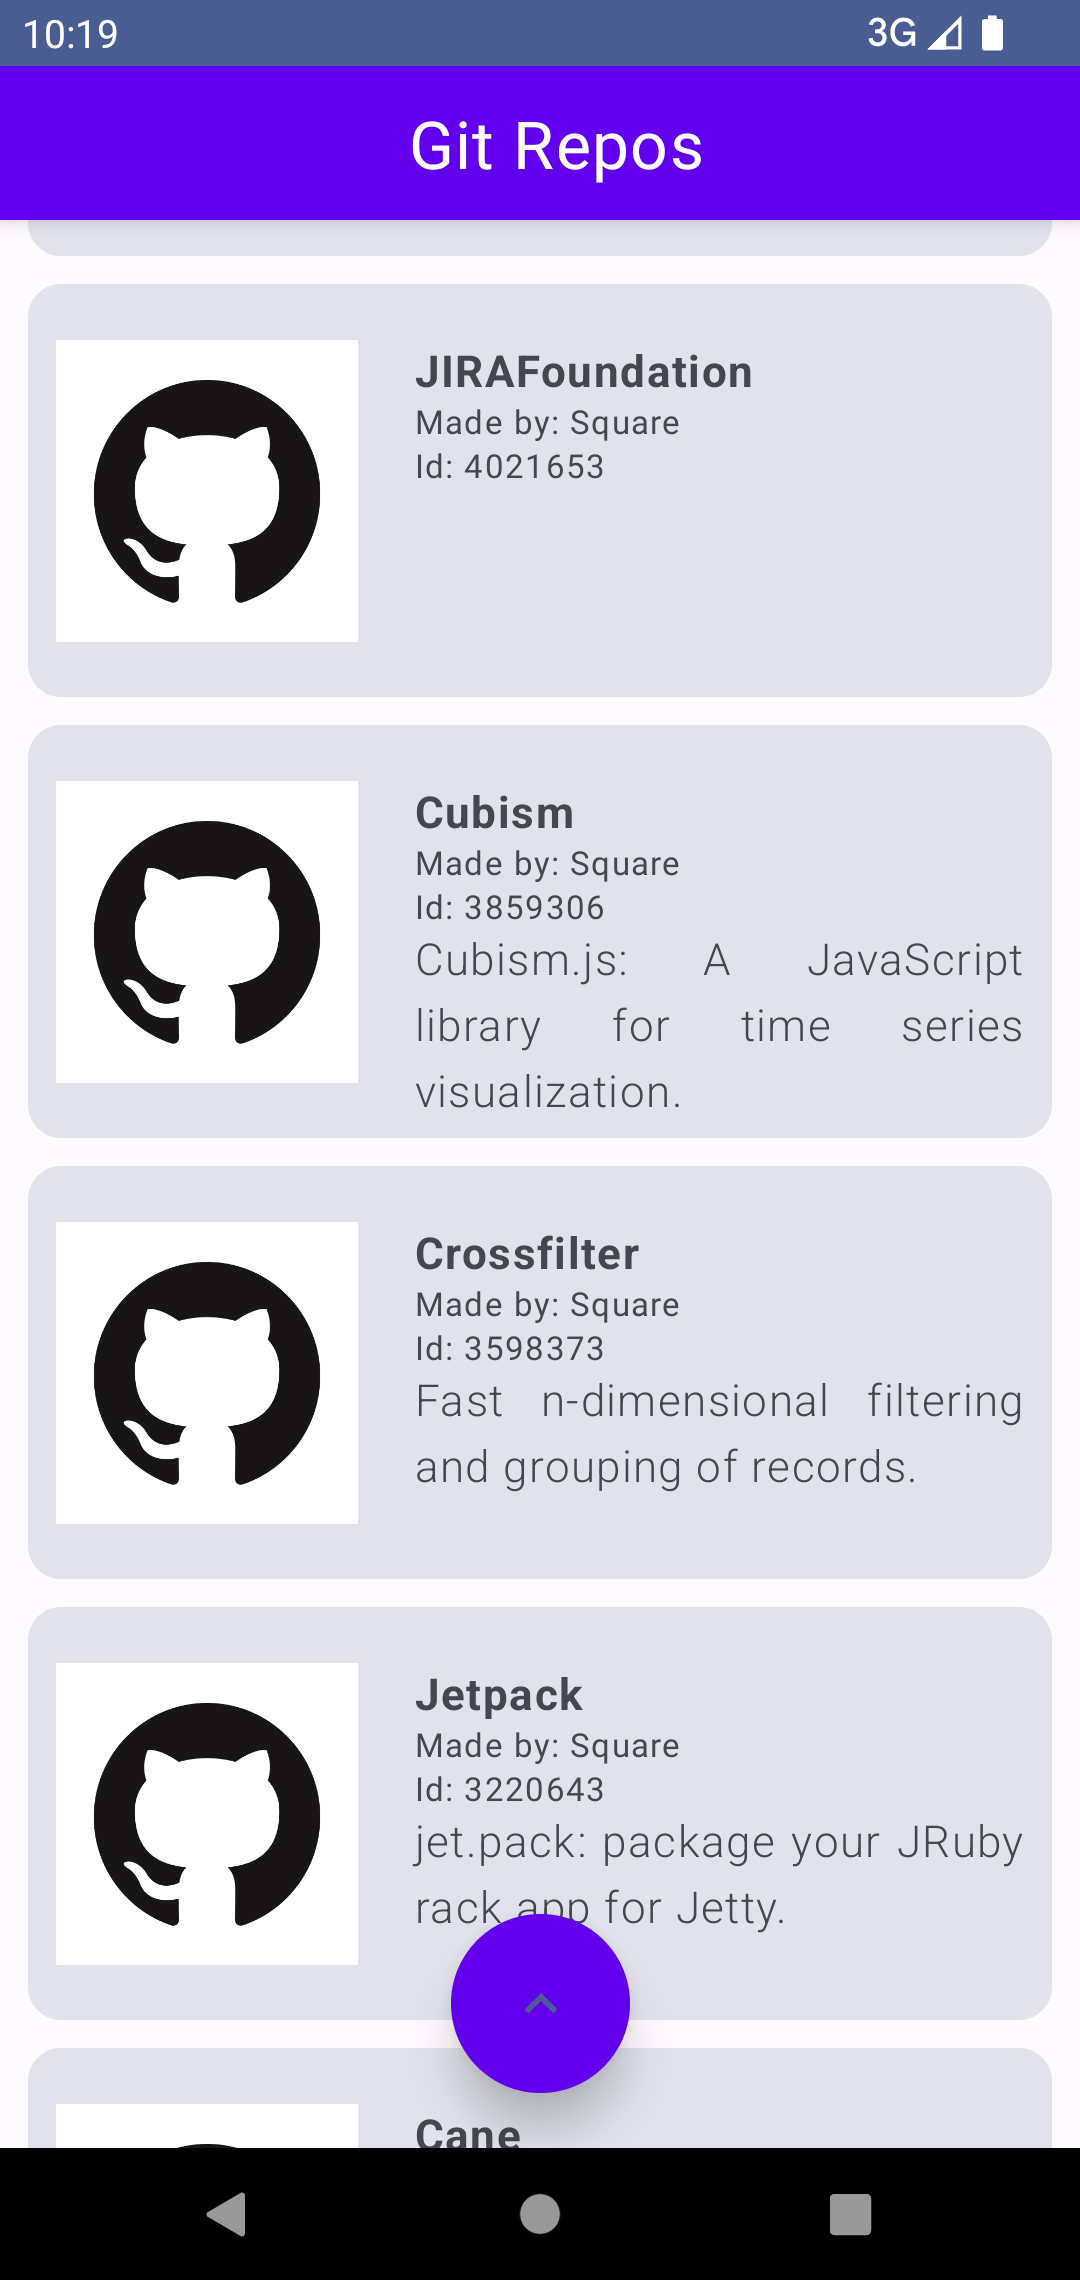 10:19
3G
Git Repos
JIRAFoundation
Made by: Square
Id: 4021653
Cubism
Made by: Square
Id: 3859306
Cubism.js: A JavaScript
library for time series
visualization.
Crossfilter
Made by: Square
Id: 3598373
Fast n-dimensional filtering
and grouping of records.
Jetpack
Made by: Square
Id: 3220643
jet.pack: package your JRuby
rack app for Jetty.
Cane